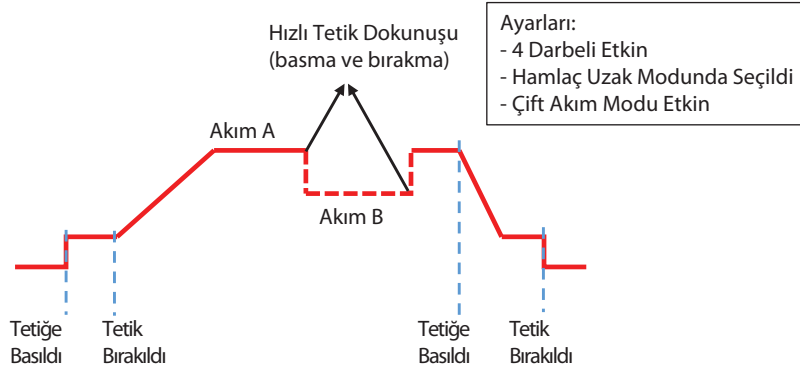 Hızlı Tetik Dokunuşu
(basma ve bırakma)
Ayarları:
- 4 Darbeli Etkin
- Hamlaç Uzak Modunda Seçildi
- Çift Akım Modu Etkin
Akım A
Akım B
Tetiğe
Basıldı
Tetik
Bırakıldı
Tetiğe
Basıldı
Tetik
Bırakıldı